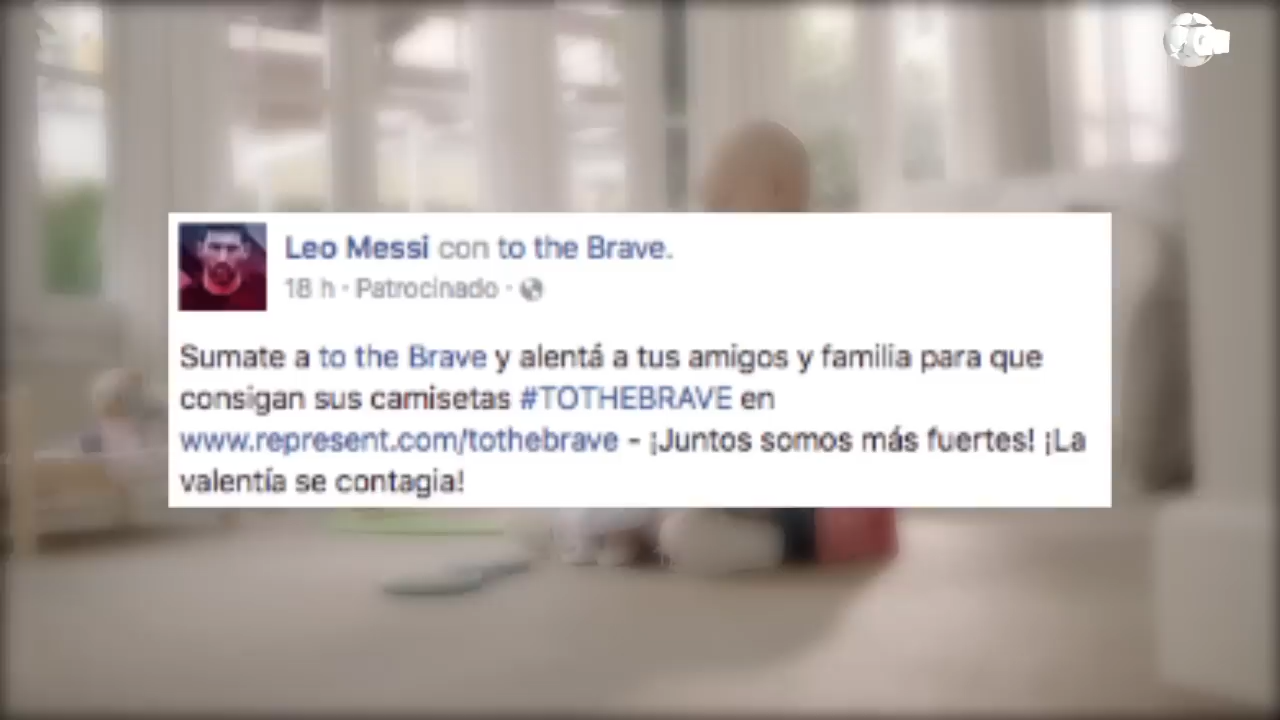 Leo Messi con to the Brave.
18 h · Patrocinado ·
Sumate a to the Brave y alentá a tus amigos y familia para que
consigan sus camisetas #TOTHEBRAVE en
www.represent.com/tothebrave - ¡Juntos somos más fuertes! ¡La
valentía se contagia!